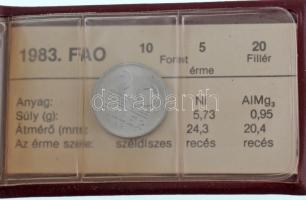 1983. FAO 10 5 20
Forint Fillér
érme
Anyag: Ni AlMg3
Súly (g): 5,73 0,95
Átmérő (mm): 24,3 20,4
Az érme széle: széldíszes recés recés
darabanth